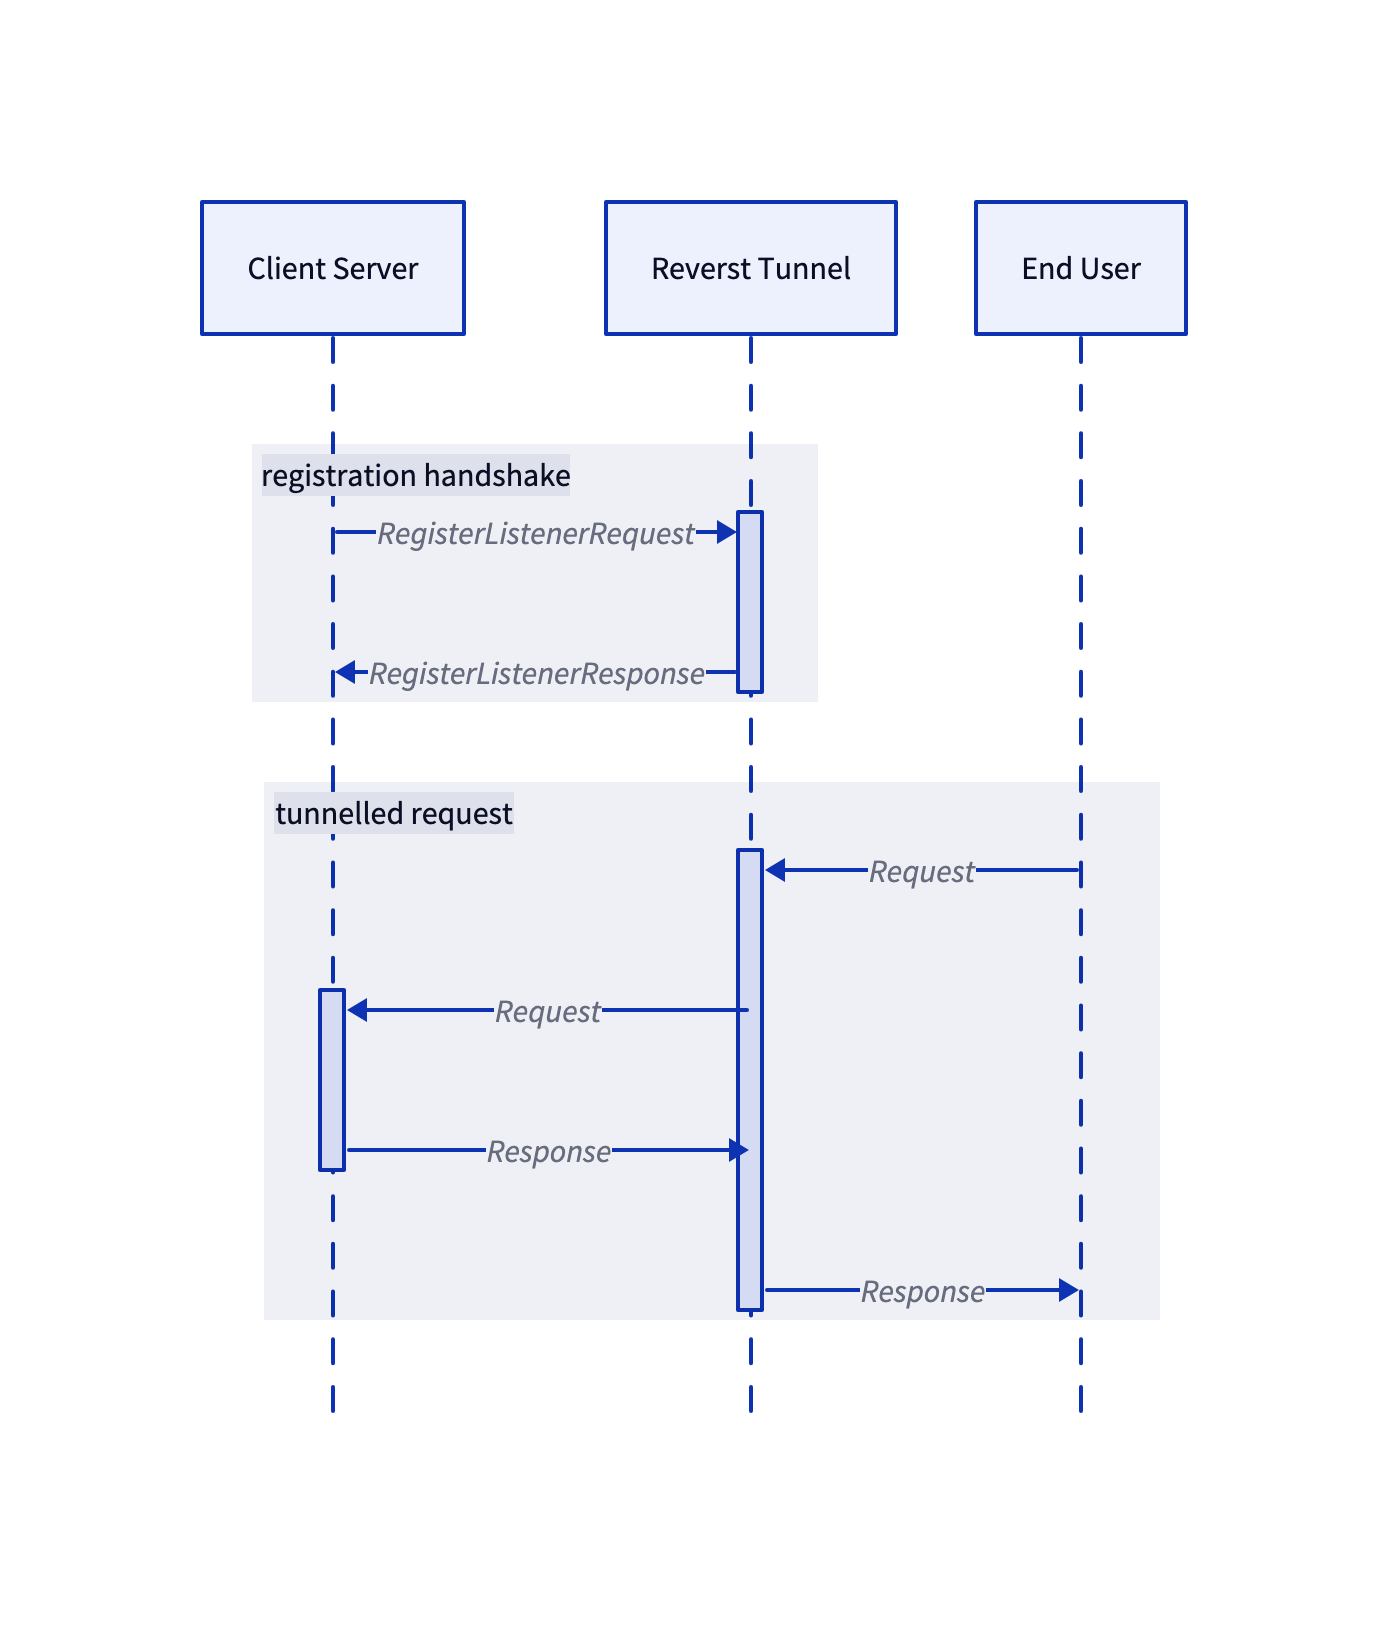 Client Server
Reverst Tunnel
End User
registration handshake
RegisterListenerRequest
RegisterListenerResponse
tunnelled request
Request
Request
Response
Response